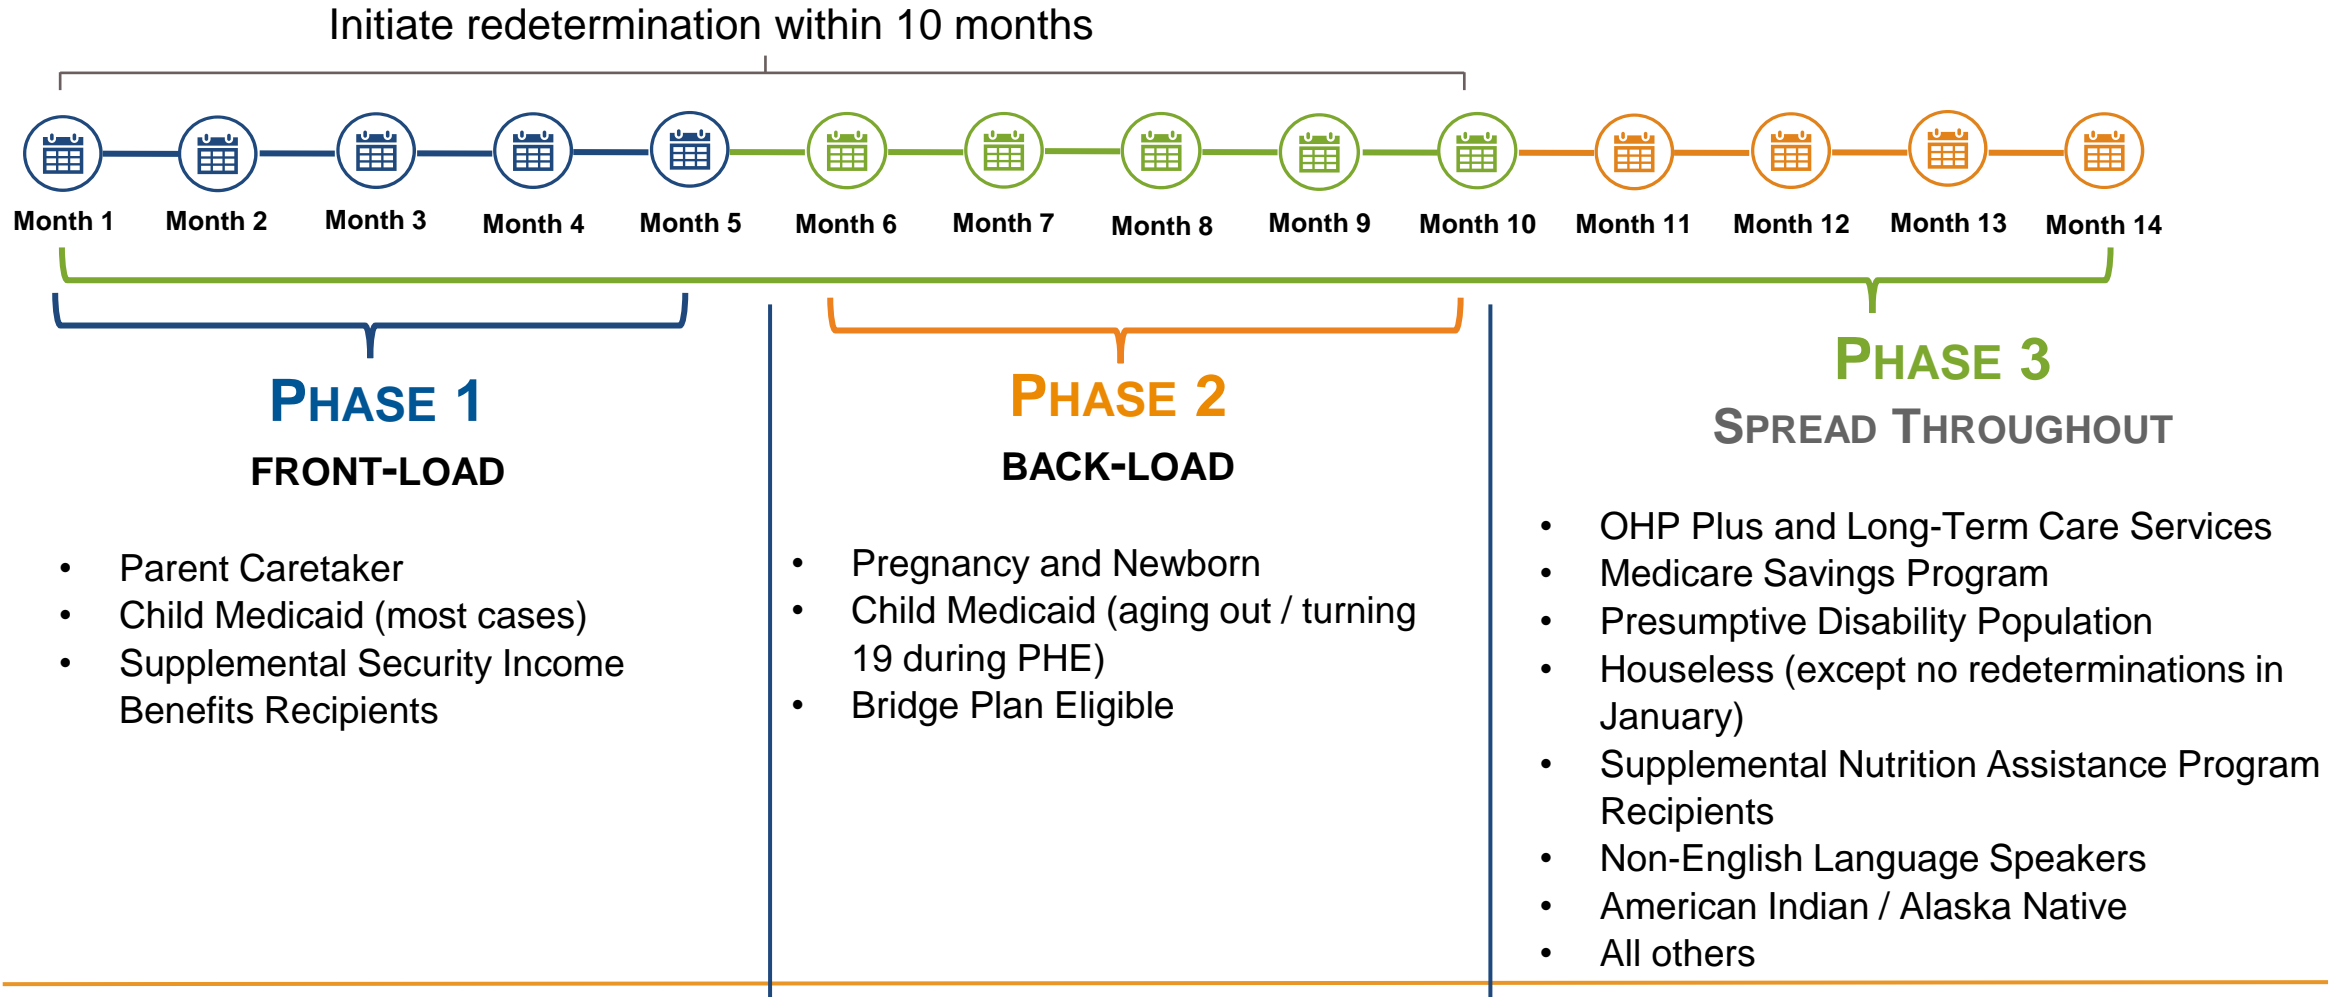 Initiate redetermination within 10 months
Month 1
Month 2
Month 3
Month 4
Month 5
Month 6
Month 7
Month 8
Month 9
Month 10
Month 11
Month 12
Month 13
Month 14
PHASE 1
FRONT-LOAD
• Parent Caretaker
• Child Medicaid (most cases)
• Supplemental Security Income
Benefits Recipients
PHASE 2
BACK-LOAD
• Pregnancy and Newborn
• Child Medicaid (aging out / turning
19 during PHE)
• Bridge Plan Eligible
PHASE 3
SPREAD THROUGHOUT
• OHP Plus and Long-Term Care Services
• Medicare Savings Program
• Presumptive Disability Population
• Houseless (except no redeterminations in
January)
• Supplemental Nutrition Assistance Program
Recipients
• Non-English Language Speakers
• American Indian / Alaska Native
• All others